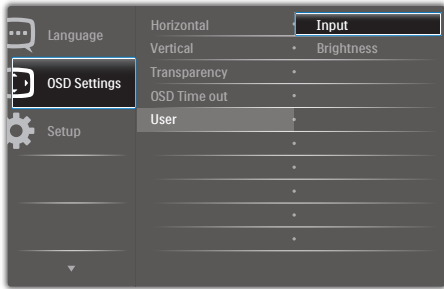 Language
OSD Settings
Setup
Horizontal
Vertical
Transparency
OSD Time out
User
Input
Brightness